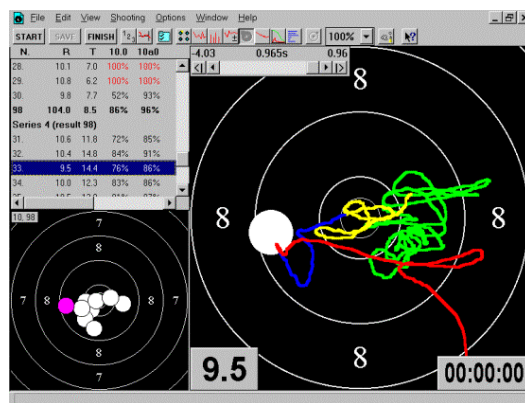 File Edit View Shooting Options Window Help
START SAVE FINISH 100%
N. R T 10.0 10a0
28. 10.1 7.0 100% 100%
29. 10.8 6.2 100% 100%
30. 9.8 7.7 52% 93%
98 104.0 8.5 86% 96%
Series 4 (result 98)
31. 10.6 11.8 72% 85%
32. 10.4 14.8 84% 91%
33. 9.5 14.4 76% 86%
34. 10.0 12.3 83% 86%
-4.03 0.965s 0.96
10, 98
7
8
7 8 8 7
8
7
8
8 8
8
9.5
00:00:00